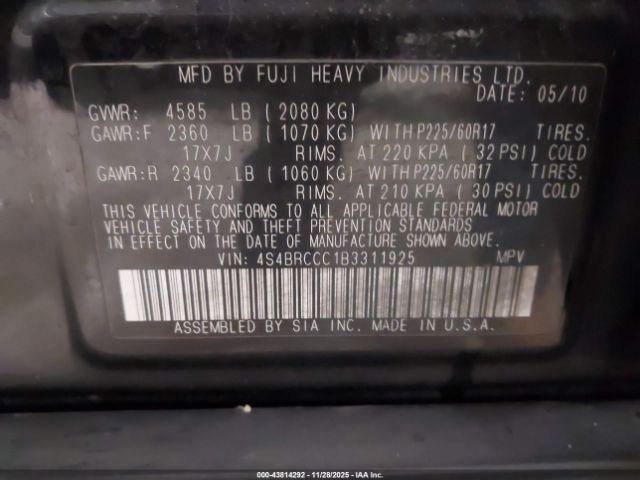 MFD BY FUJI HEAVY INDUSTRIES LTD.
DATE: 05/10
GVWR: 4585 LB ( 2080 KG)
GAWR:F 2360 LB ( 1070 KG) WITH P225/60R17 TIRES.
17X7J RIMS. AT 220 KPA ( 32 PSI) COLD
GAWR:R 2340 LB ( 1060 KG) WITH P225/60R17 TIRES.
17X7J RIMS. AT 210 KPA ( 30 PSI) COLD
THIS VEHICLE CONFORMS TO ALL APPLICABLE FEDERAL MOTOR
VEHICLE SAFETY AND THEFT PREVENTION STANDARDS
IN EFFECT ON THE DATE OF MANUFACTURE SHOWN ABOVE.
VIN: 4S4BRCCC1B3311925 MPV
ASSEMBLED BY SIA INC. MADE IN U.S.A.
000-43814292 - 11/28/2025 - IAA Inc.